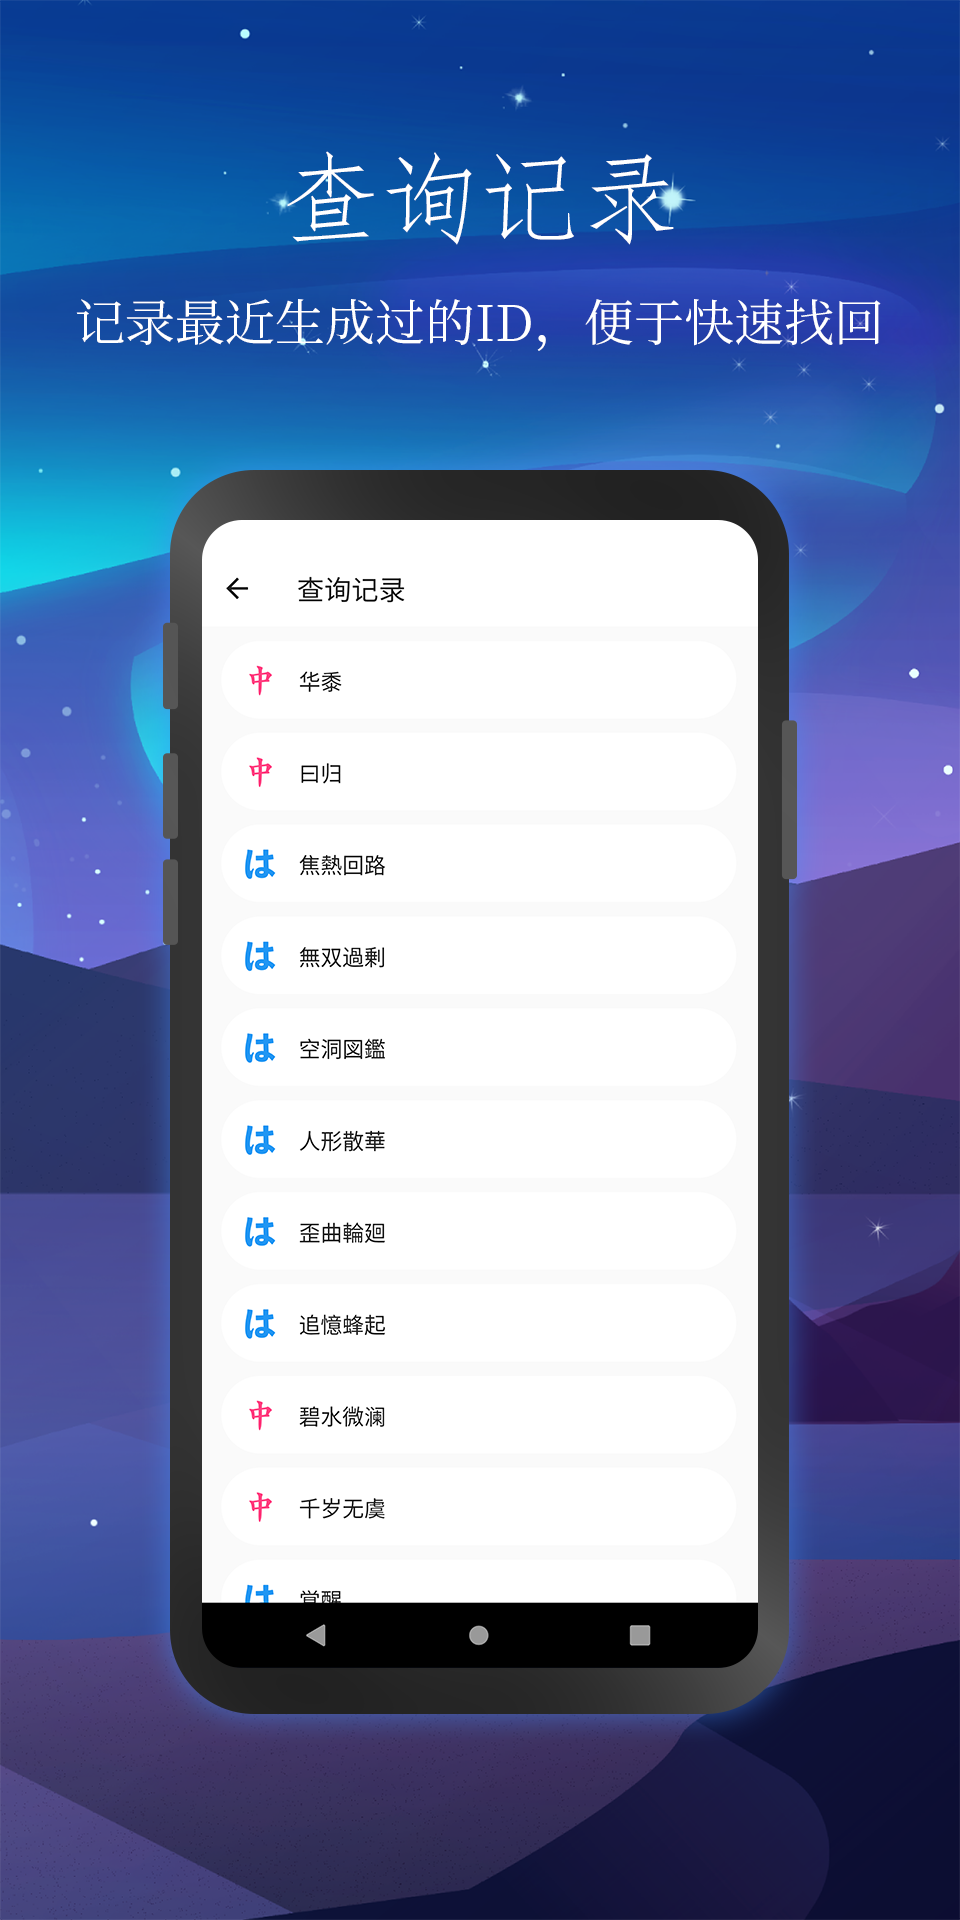 查询记录
记录最近生成过的ID，便于快速找回
查询记录
中 华黍
中 曰归
は 焦熱回路
は 無双過剰
は 空洞図鑑
は 人形散華
は 歪曲輪廻
は 追憶蜂起
中 碧水微澜
中 千岁无虞
は 覚醒